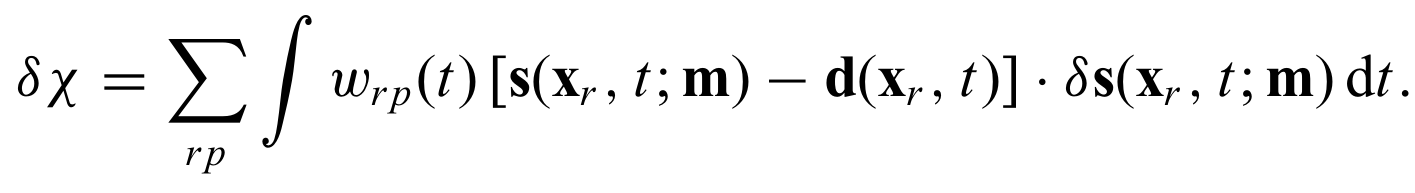 δχ = ∑_{rp} ∫ w_{rp}(t) [𝐬(𝐱_r, t; 𝐦) − 𝐝(𝐱_r, t)] · δ𝐬(𝐱_r, t; 𝐦) dt.